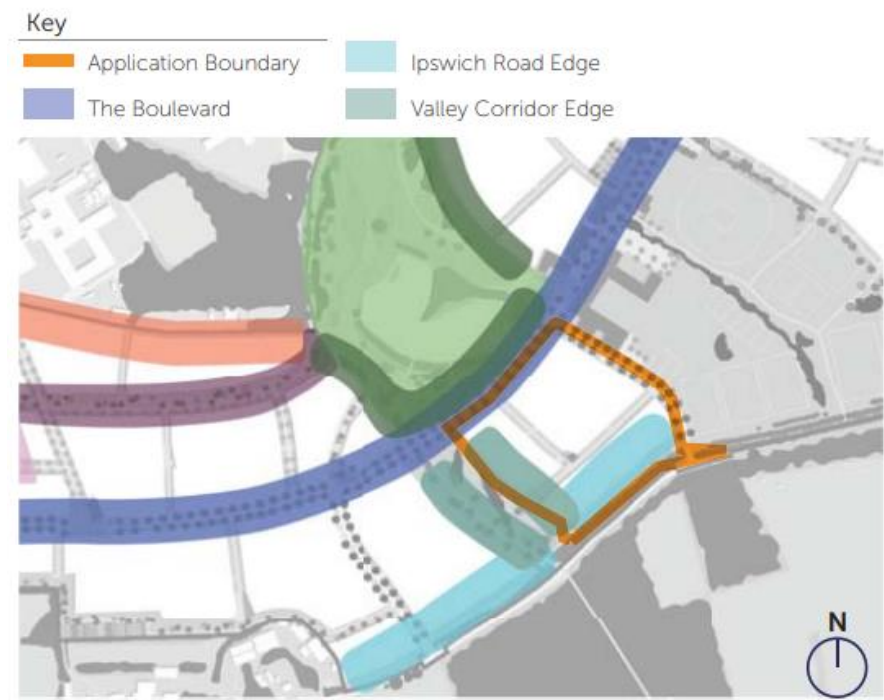 Key
Application Boundary
Ipswich Road Edge
The Boulevard
Valley Corridor Edge
N